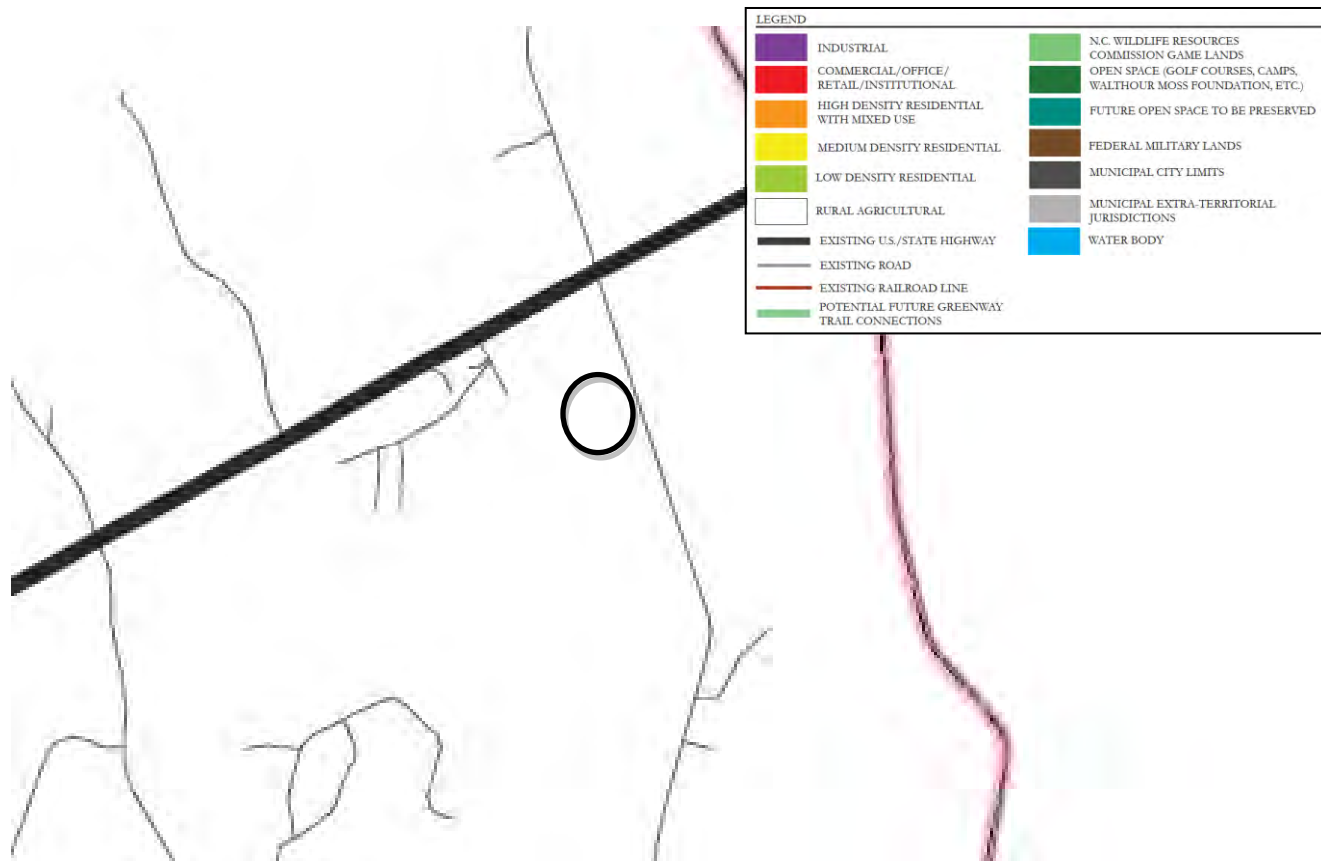 LEGEND
INDUSTRIAL
COMMERCIAL/OFFICE/
RETAIL/INSTITUTIONAL
HIGH DENSITY RESIDENTIAL
WITH MIXED USE
MEDIUM DENSITY RESIDENTIAL
LOW DENSITY RESIDENTIAL
RURAL AGRICULTURAL
EXISTING U.S./STATE HIGHWAY
EXISTING ROAD
EXISTING RAILROAD LINE
POTENTIAL FUTURE GREENWAY
TRAIL CONNECTIONS
N.C. WILDLIFE RESOURCES
COMMISSION GAME LANDS
OPEN SPACE (GOLF COURSES, CAMPS,
WALTHOUR MOSS FOUNDATION, ETC.)
FUTURE OPEN SPACE TO BE PRESERVED
FEDERAL MILITARY LANDS
MUNICIPAL CITY LIMITS
MUNICIPAL EXTRA-TERRITORIAL
JURISDICTIONS
WATER BODY